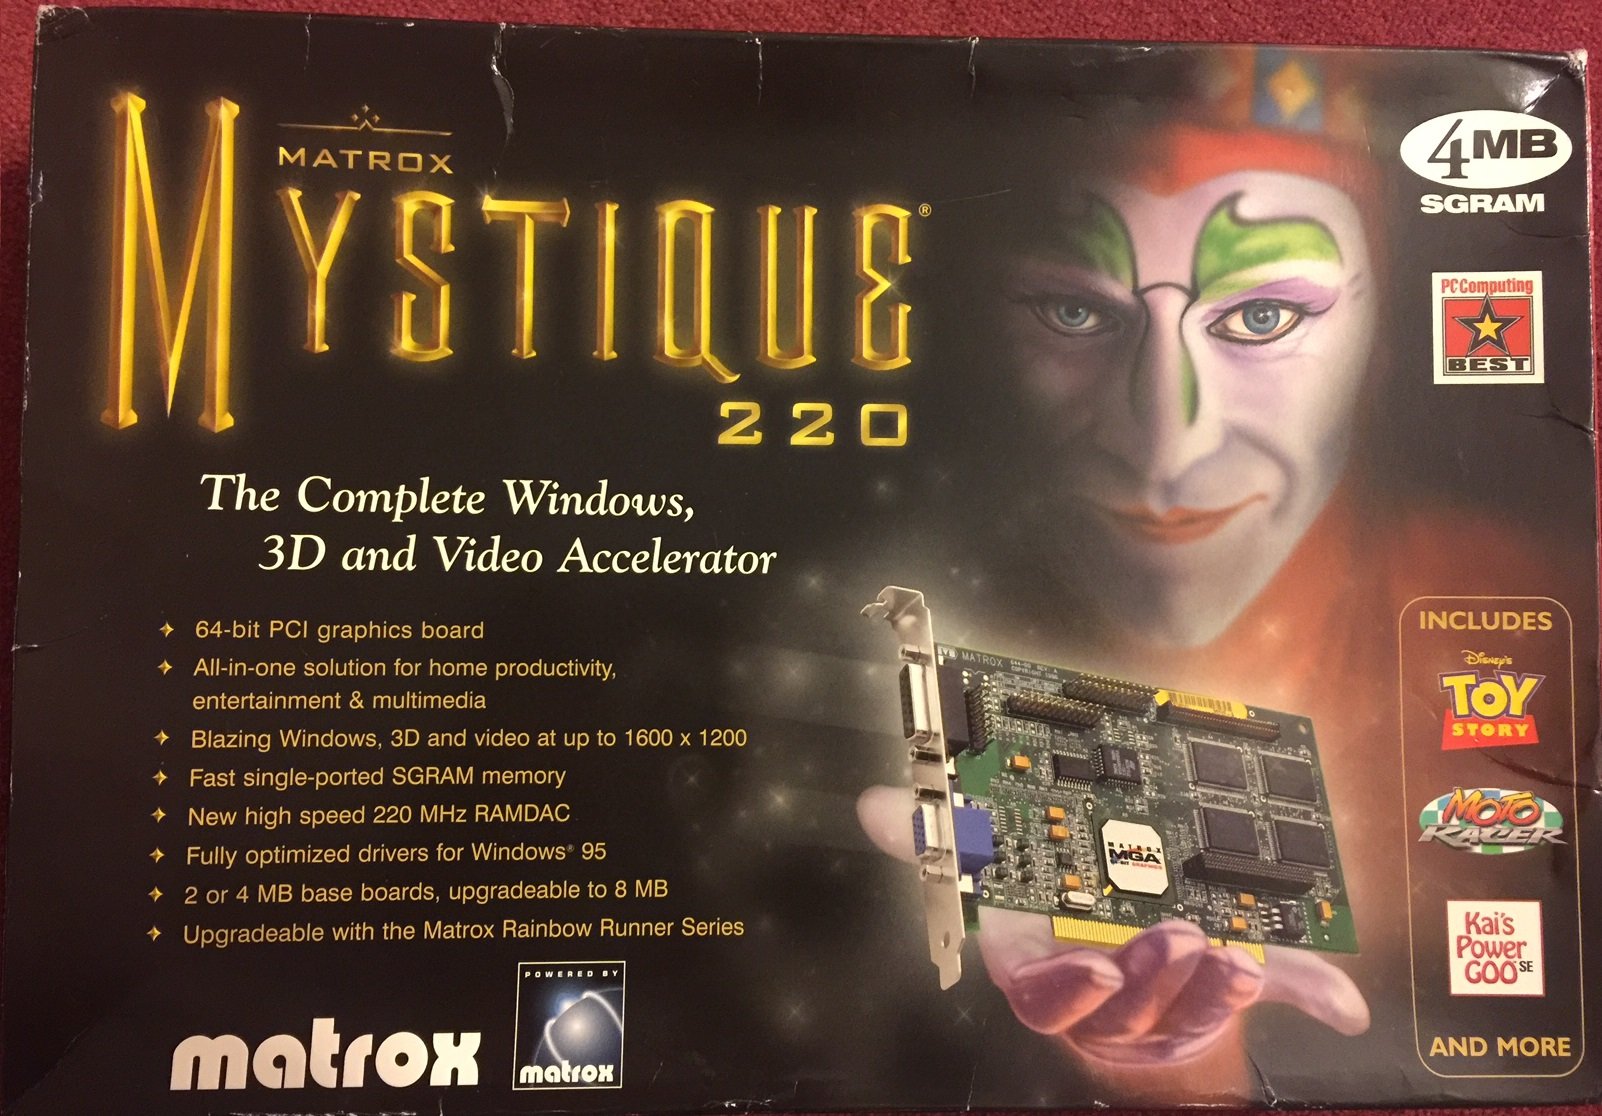 MATROX
MYSTIQUE®
220
The Complete Windows,
3D and Video Accelerator
64-bit PCI graphics board
All-in-one solution for home productivity,
entertainment & multimedia
Blazing Windows, 3D and video at up to 1600 x 1200
Fast single-ported SGRAM memory
New high speed 220 MHz RAMDAC
Fully optimized drivers for Windows® 95
2 or 4 MB base boards, upgradeable to 8 MB
Upgradeable with the Matrox Rainbow Runner Series
matrox
POWERED BY
matrox
4MB
SGRAM
PC Computing
BEST
MATROX
MATROX
MGA
INCLUDES
Disney's
TOY
STORY
MOTO
RACER
Kai's
Power
GOO SE
AND MORE